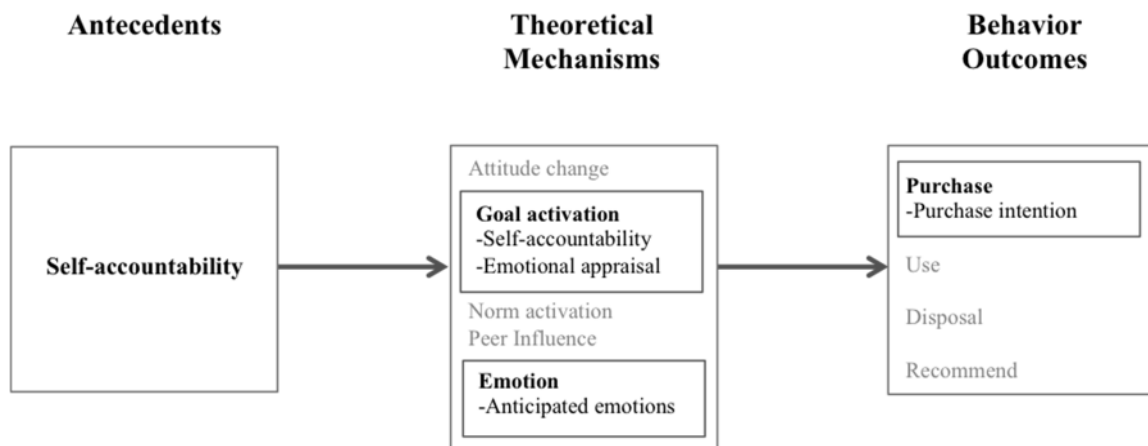 Antecedents
Theoretical
Mechanisms
Behavior
Outcomes
Self-accountability
Attitude change
Goal activation
-Self-accountability
-Emotional appraisal
Norm activation
Peer Influence
Emotion
-Anticipated emotions
Purchase
-Purchase intention
Use
Disposal
Recommend